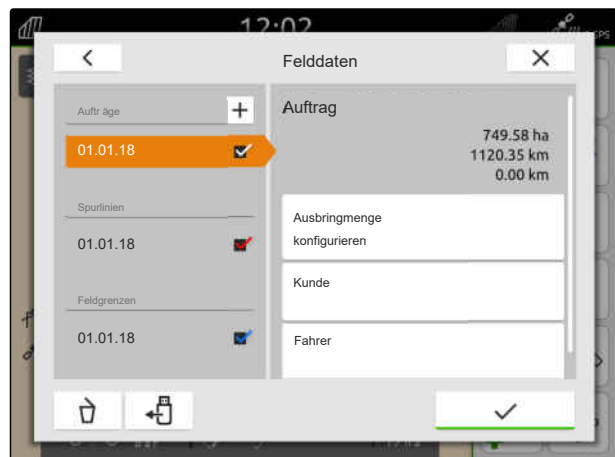 12:02
GPS
Felddaten
Aufträge
01.01.18
Spurlinien
01.01.18
Feldgrenzen
01.01.18
Auftrag
749.58 ha
1120.35 km
0.00 km
Ausbringmenge
konfigurieren
Kunde
Fahrer